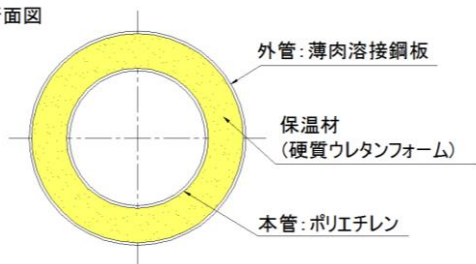 面図
外管：薄肉溶接鋼板
保温材
（硬質ウレタンフォーム）
本管：ポリエチレン